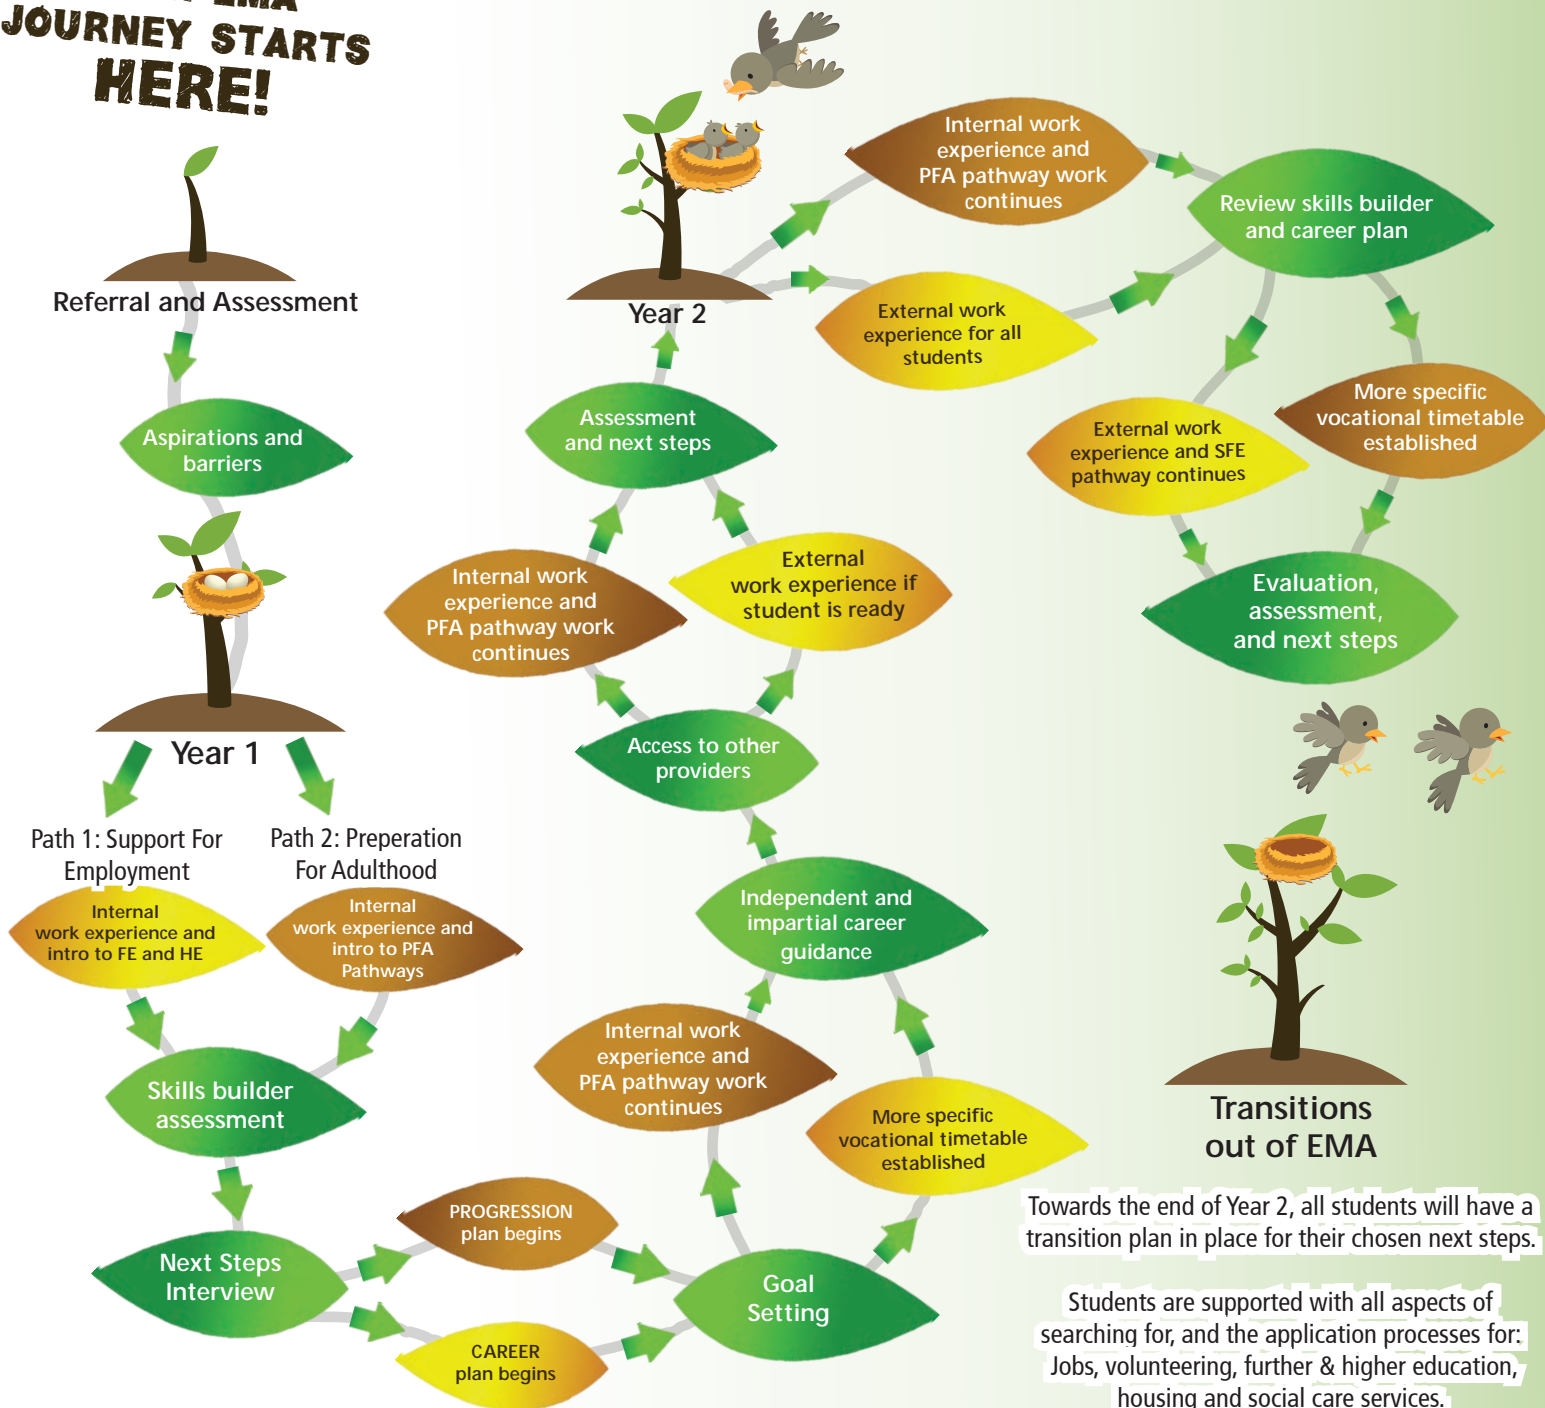 EMA
JOURNEY STARTS
HERE!
Referral and Assessment
Aspirations and
barriers
Year 1
Path 1: Support For
Employment
Path 2: Preperation
For Adulthood
Internal
work experience and
intro to FE and HE
Internal
work experience and
intro to PFA
Pathways
Skills builder
assessment
Next Steps
Interview
PROGRESSION
plan begins
CAREER
plan begins
Goal
Setting
Internal work
experience and
PFA pathway work
continues
More specific
vocational timetable
established
Independent and
impartial career
guidance
Access to other
providers
Internal work
experience and
PFA pathway work
continues
External
work experience if
student is ready
Assessment
and next steps
Year 2
Internal work
experience and
PFA pathway work
continues
External work
experience for all
students
Review skills builder
and career plan
External work
experience and SFE
pathway continues
More specific
vocational timetable
established
Evaluation,
assessment,
and next steps
Transitions
out of EMA
Towards the end of Year 2, all students will have a
transition plan in place for their chosen next steps.
Students are supported with all aspects of
searching for, and the application processes for:
Jobs, volunteering, further & higher education,
housing and social care services.